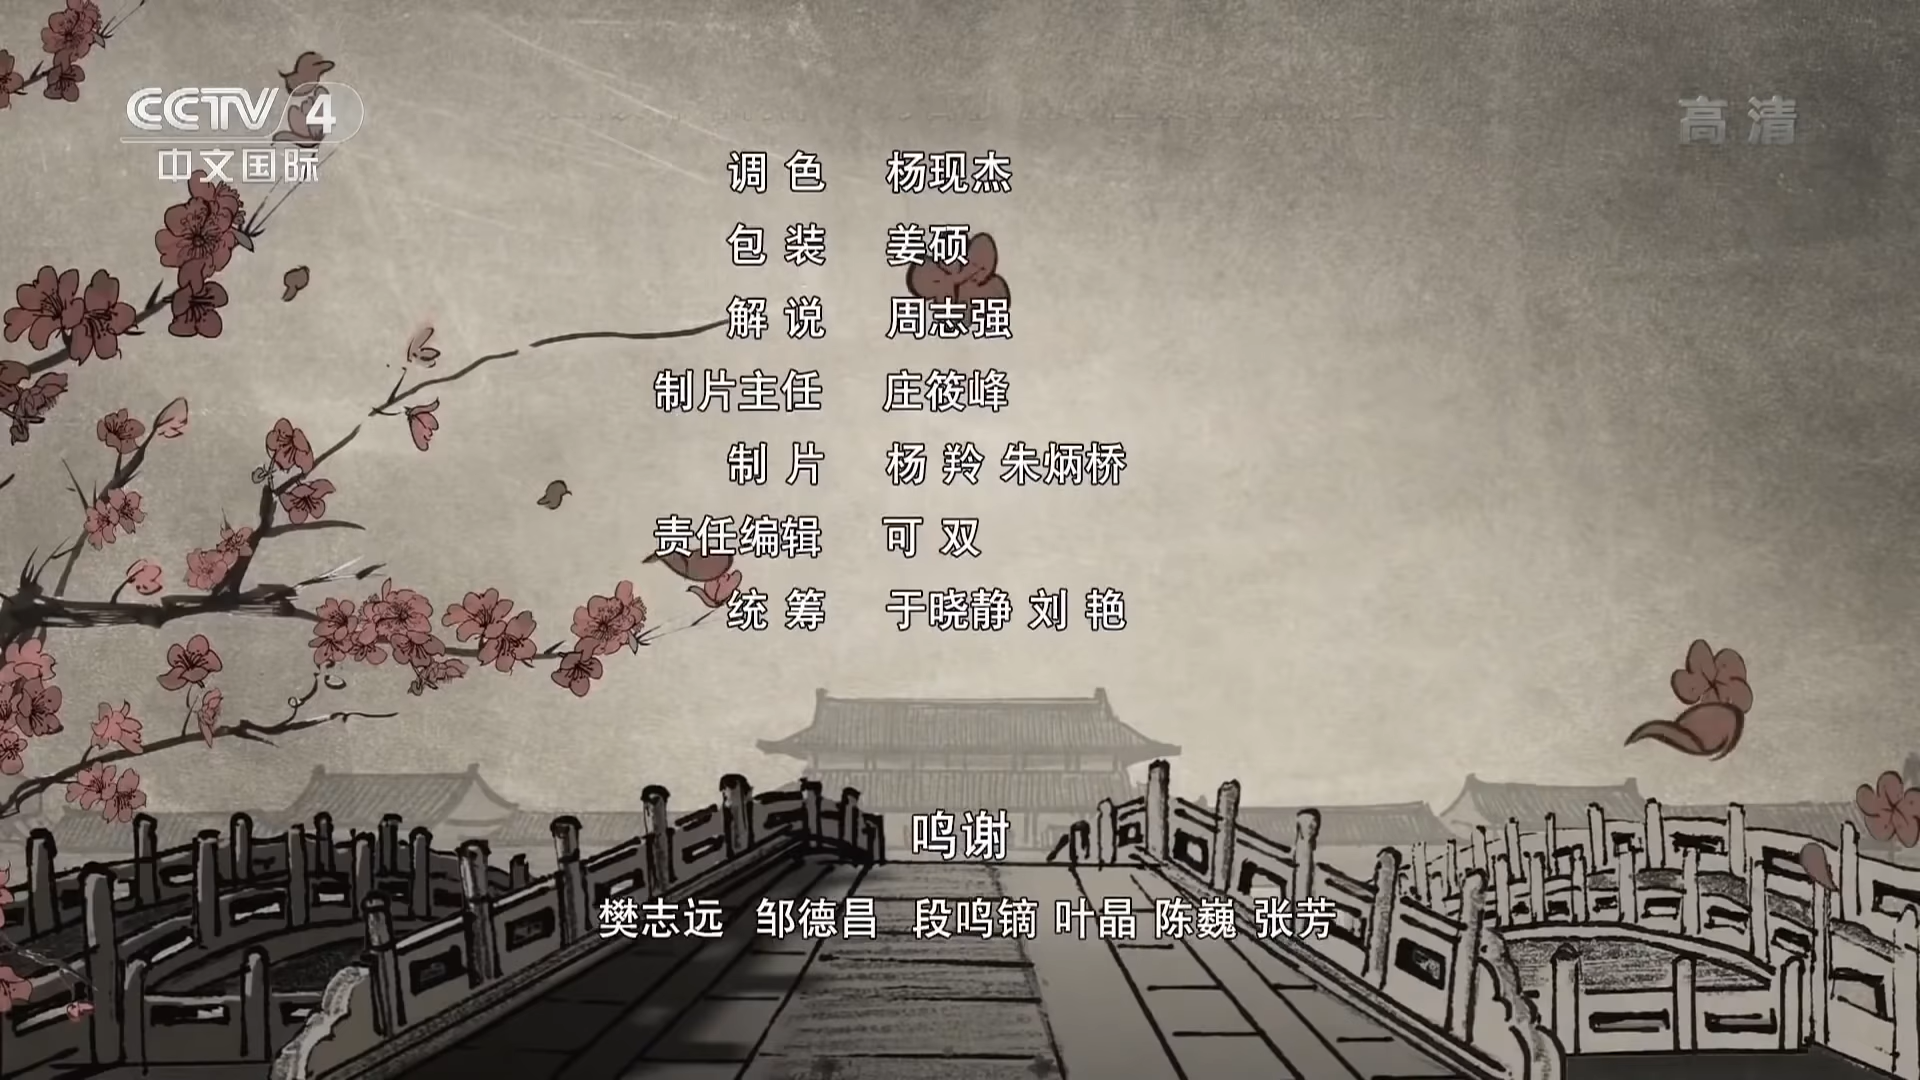 CCTV 4
中文国际
高清
调 色 杨现杰
包 装 姜硕
解 说 周志强
制片主任 庄筱峰
制 片 杨 羚 朱炳桥
责任编辑 可 双
统 筹 于晓静 刘 艳
鸣谢
樊志远 邹德昌 段鸣镝 叶晶 陈巍 张芳